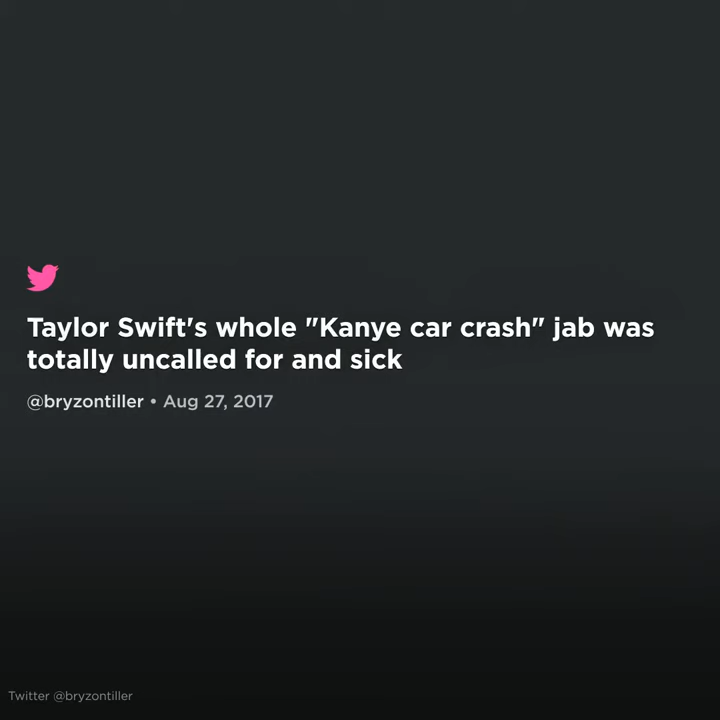 Taylor Swift's whole "Kanye car crash" jab was
totally uncalled for and sick
@bryzontiller • Aug 27, 2017
Twitter @bryzontiller